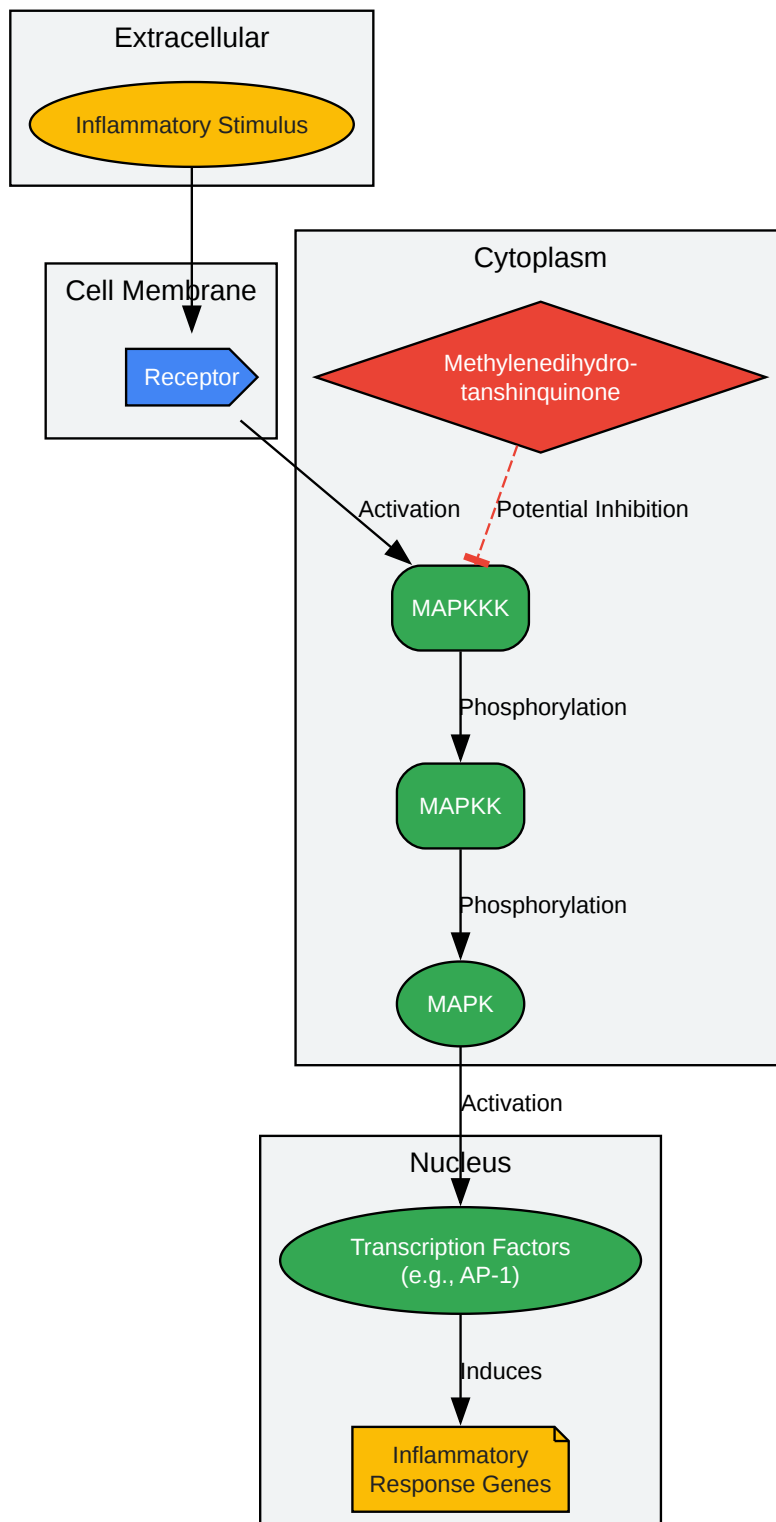 Extracellular
Inflammatory Stimulus
Cell Membrane
Receptor
Cytoplasm
Methylenedihydro-
tanshinquinone
Activation
Potential Inhibition
MAPKKK
Phosphorylation
MAPKK
Phosphorylation
MAPK
Activation
Nucleus
Transcription Factors
(e.g., AP-1)
Induces
Inflammatory
Response Genes